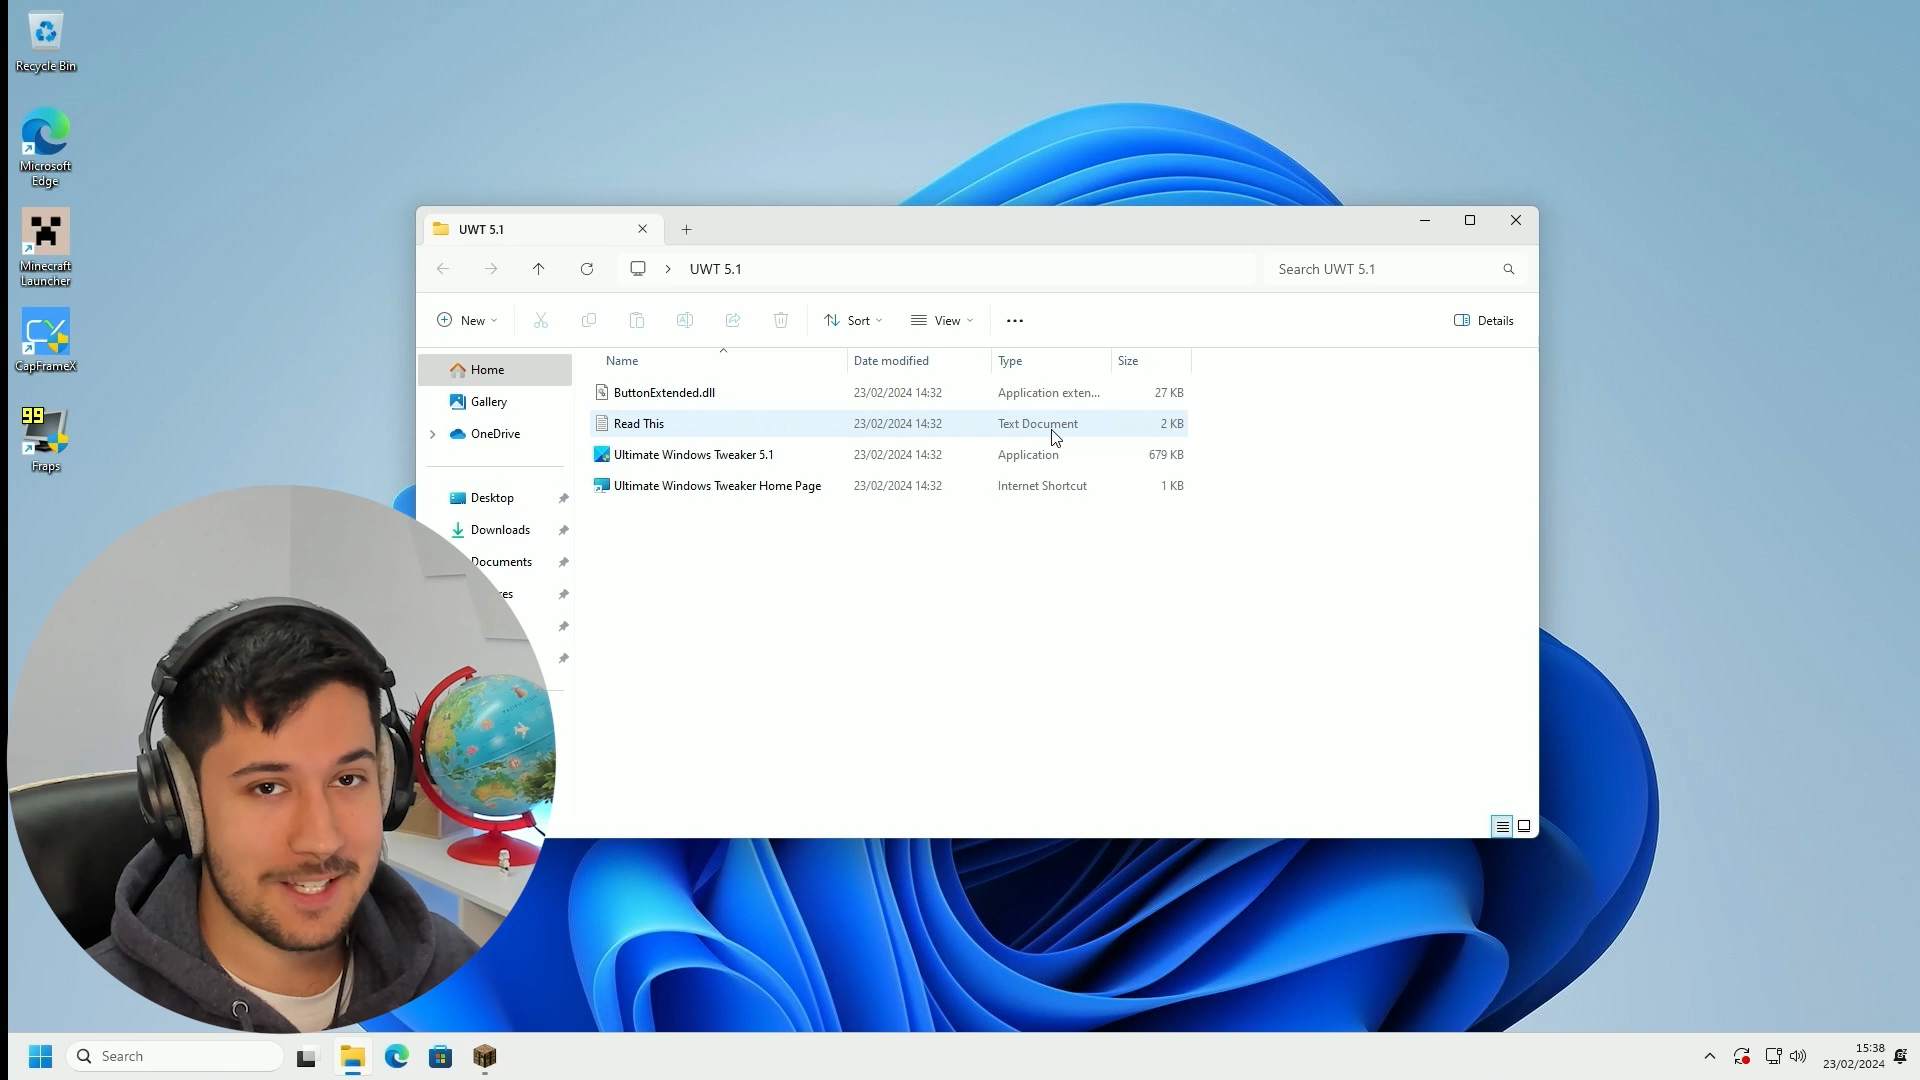 Recycle Bin
Microsoft
Edge
Minecraft
Launcher
CapFrameX
99
Fraps
UWT 5.1
UWT 5.1
Search UWT 5.1
New
Sort
View
Details
Name
Date modified
Type
Size
Home
Gallery
OneDrive
Desktop
Downloads
Documents
res
ButtonExtended.dll 23/02/2024 14:32 Application exten... 27 KB
Read This 23/02/2024 14:32 Text Document 2 KB
Ultimate Windows Tweaker 5.1 23/02/2024 14:32 Application 679 KB
Ultimate Windows Tweaker Home Page 23/02/2024 14:32 Internet Shortcut 1 KB
Search
15:38
23/02/2024